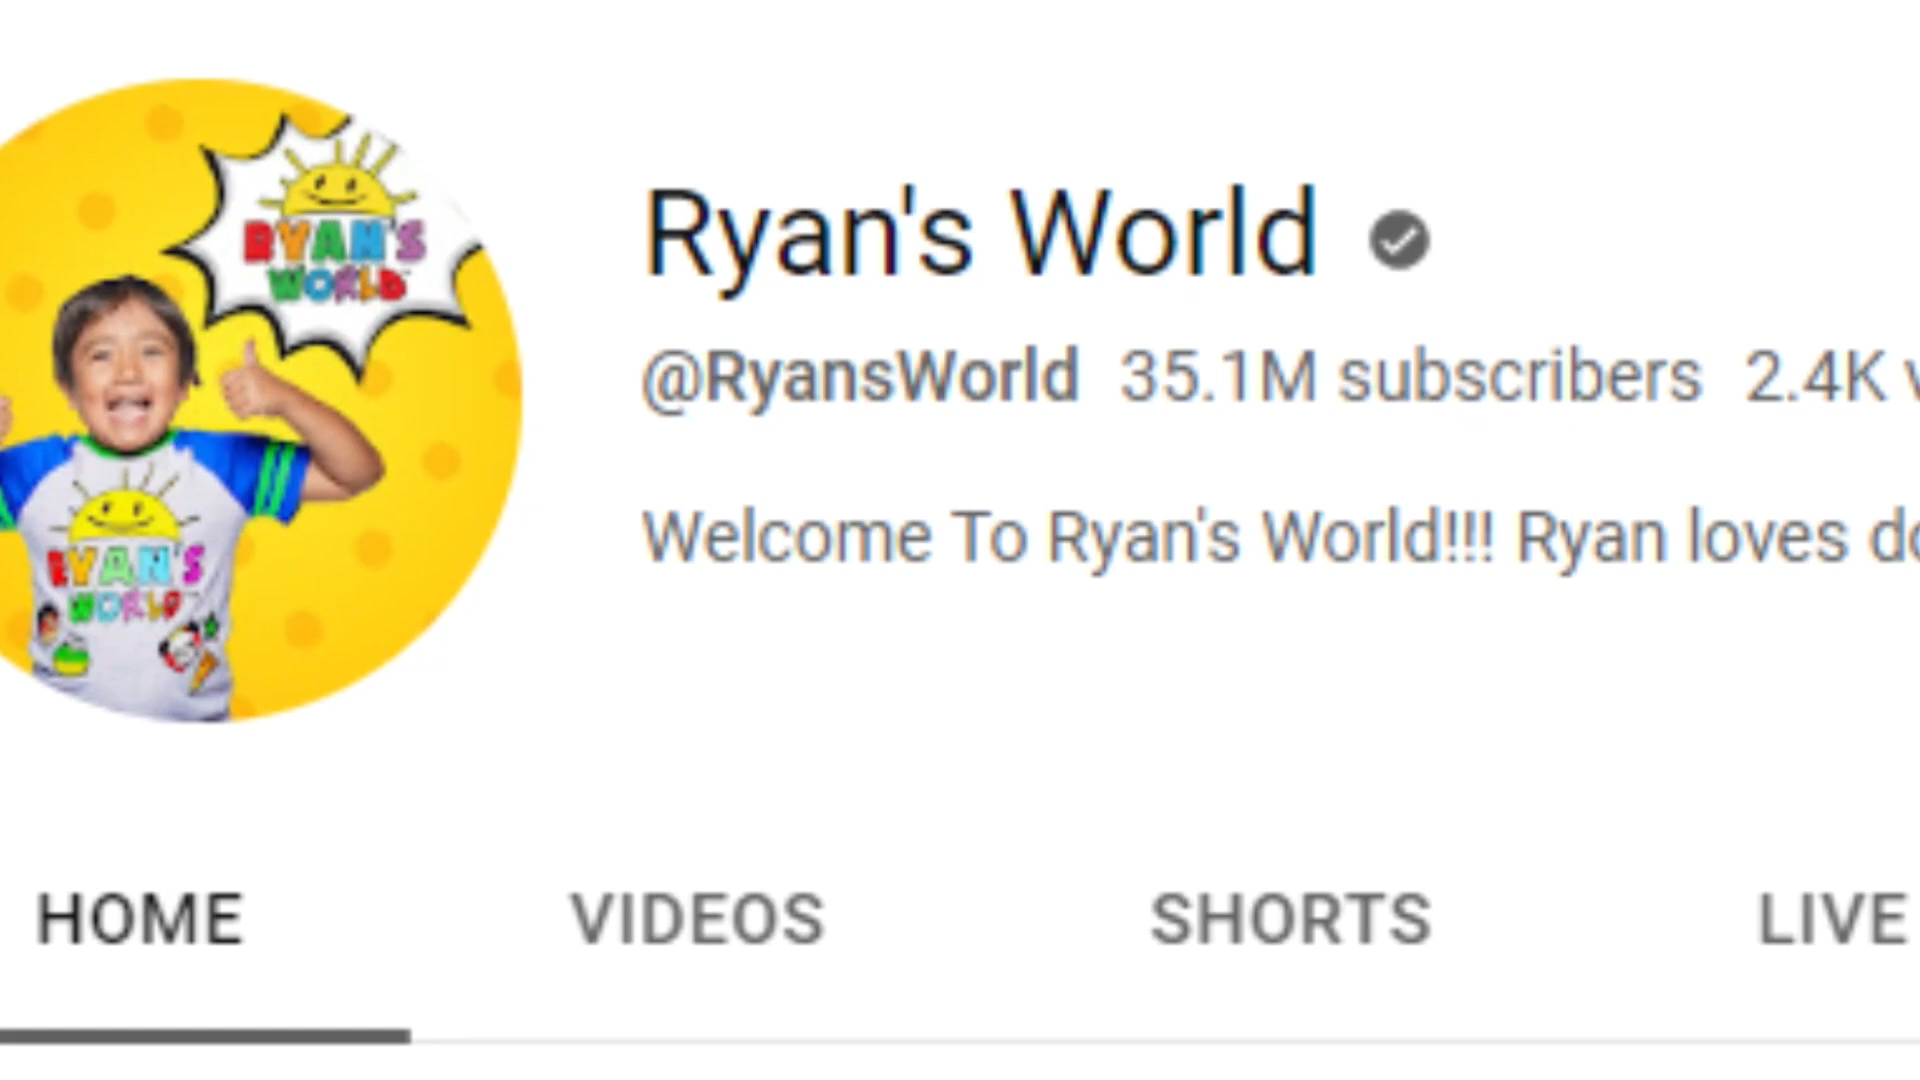 RYAN'S
WORLD
RYAN'S
WORLD
Ryan's World
@RyansWorld 35.1M subscribers 2.4K
Welcome To Ryan's World!!! Ryan loves
HOME VIDEOS SHORTS LIVE